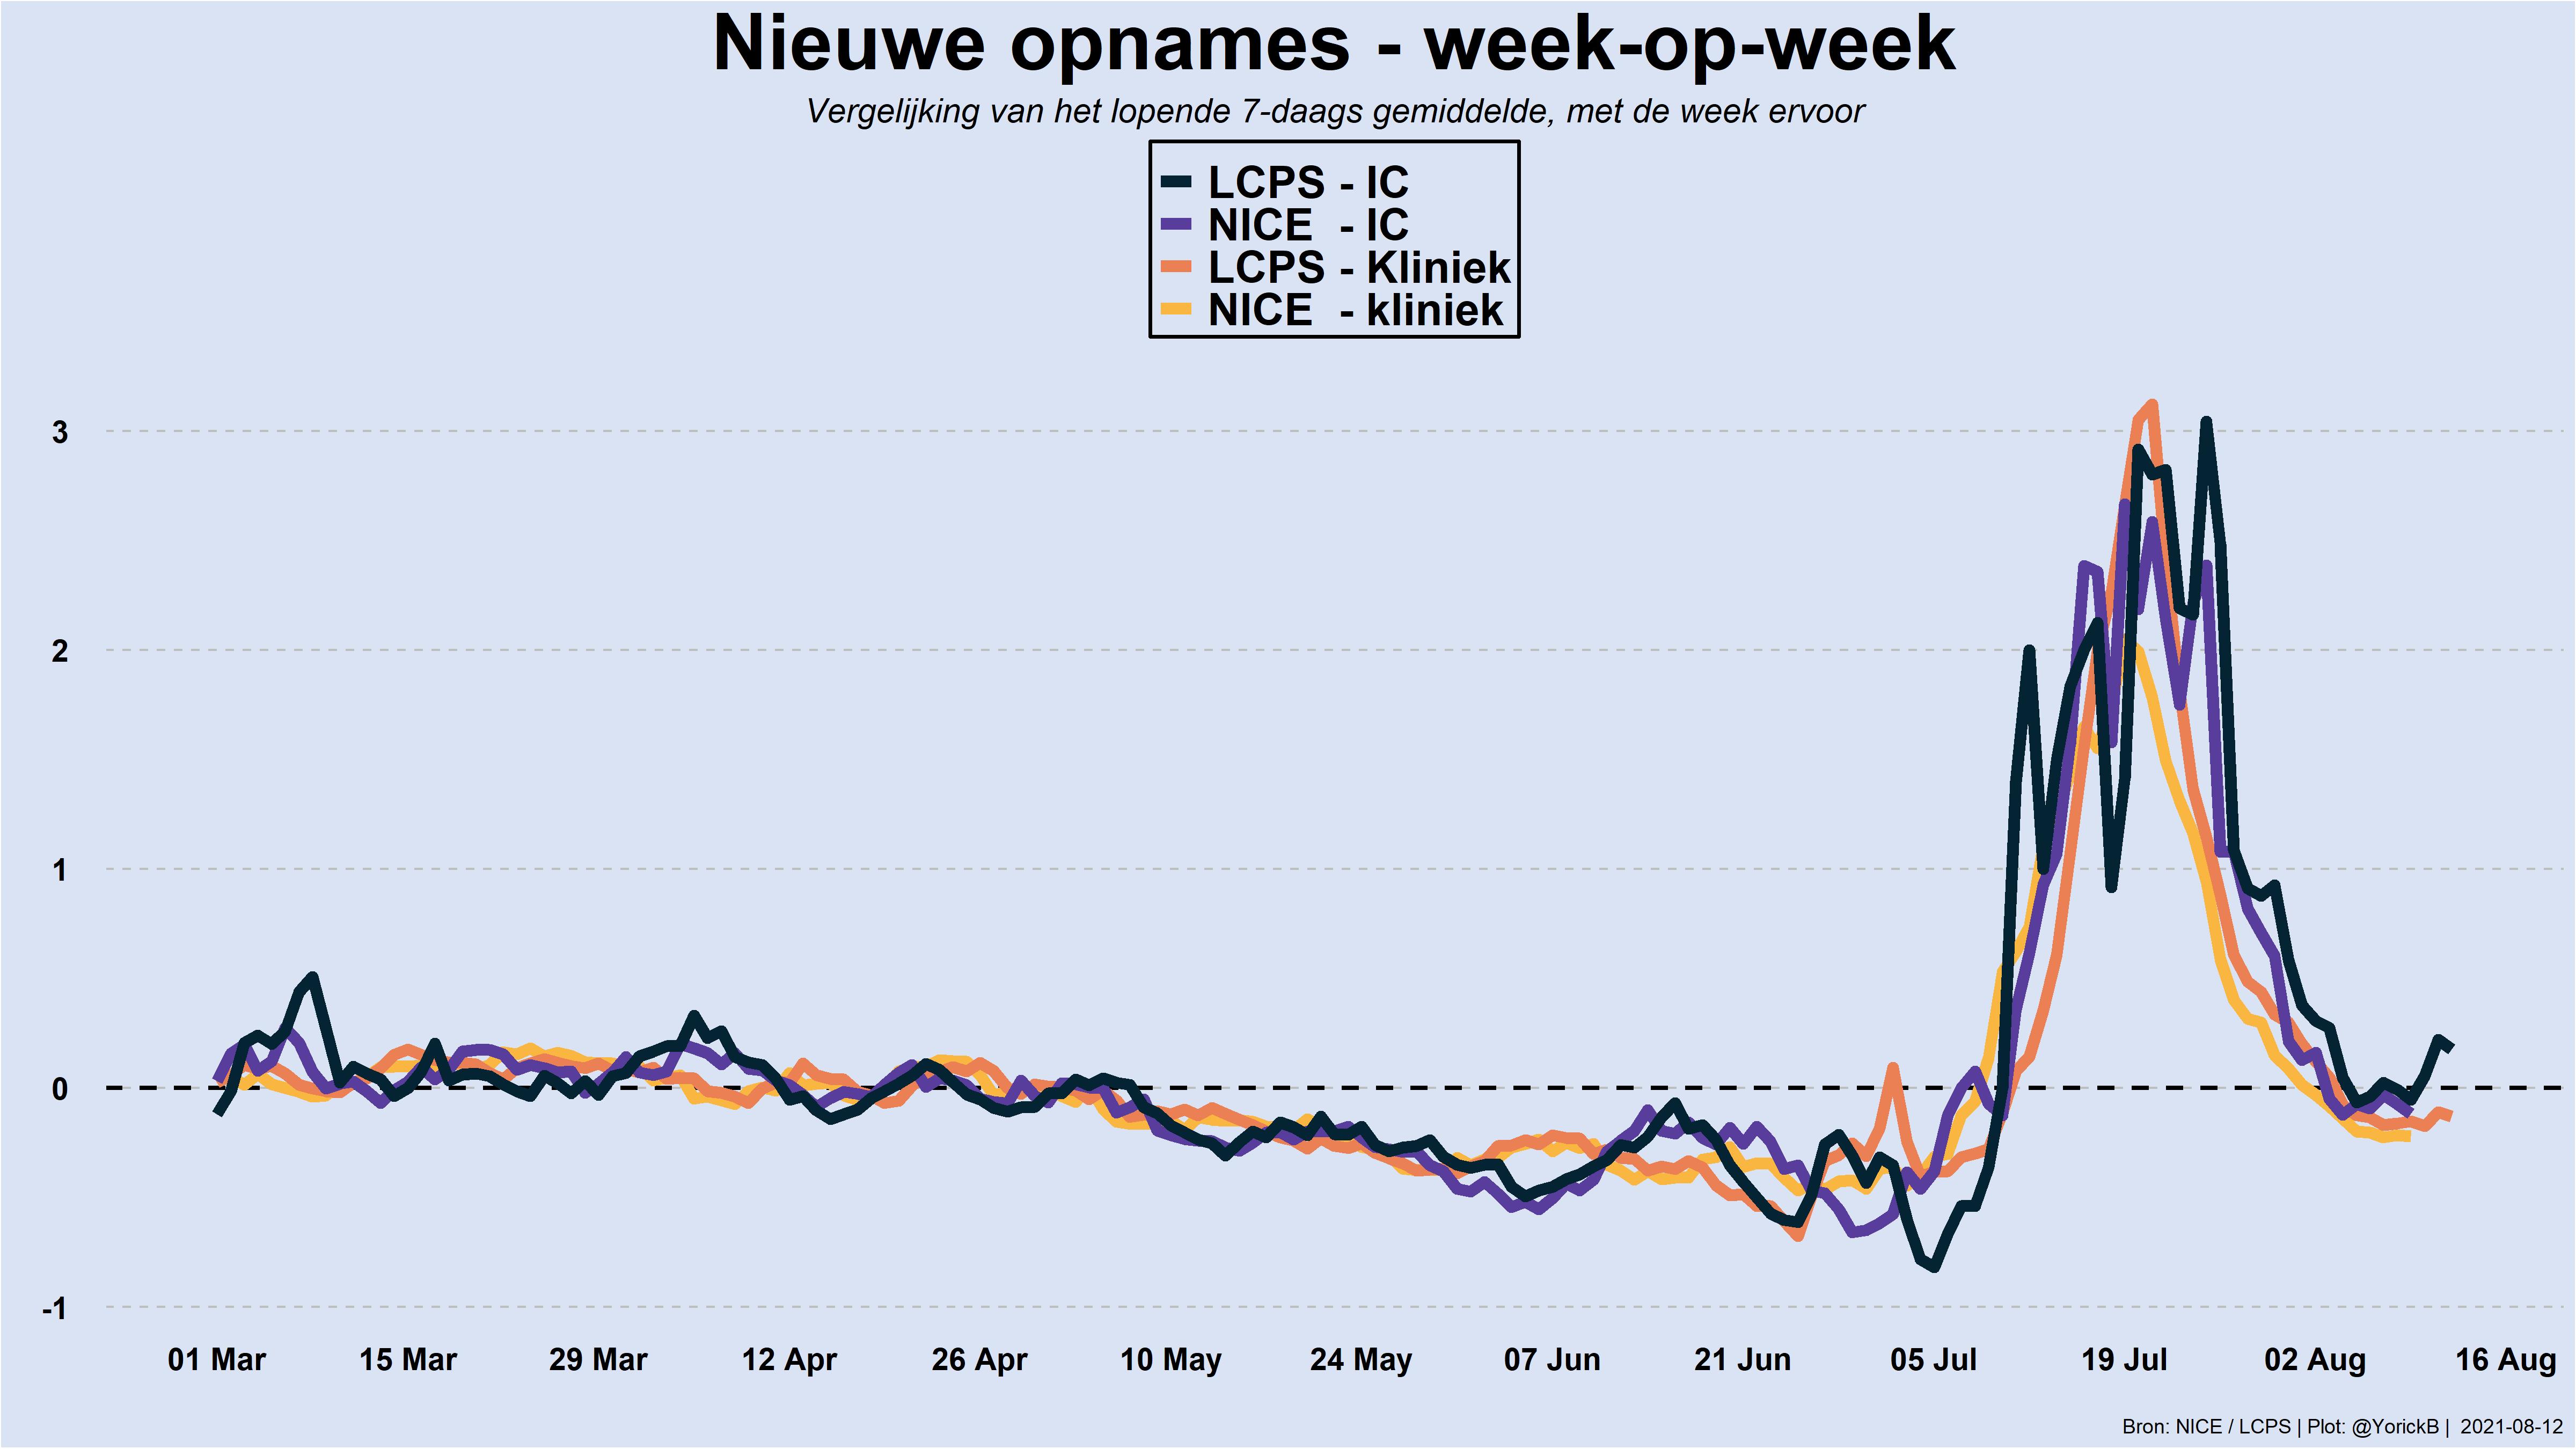 Nieuwe opnames - week-op-week
Vergelijking van het lopende 7-daags gemiddelde, met de week ervoor
LCPS - IC
NICE - IC
LCPS - Kliniek
NICE - kliniek
3
2
1
0
-1
01 Mar 15 Mar 29 Mar 12 Apr 26 Apr 10 May 24 May 07 Jun 21 Jun 05 Jul 19 Jul 02 Aug 16 Aug
Bron: NICE / LCPS | Plot: @YorickB | 2021-08-12